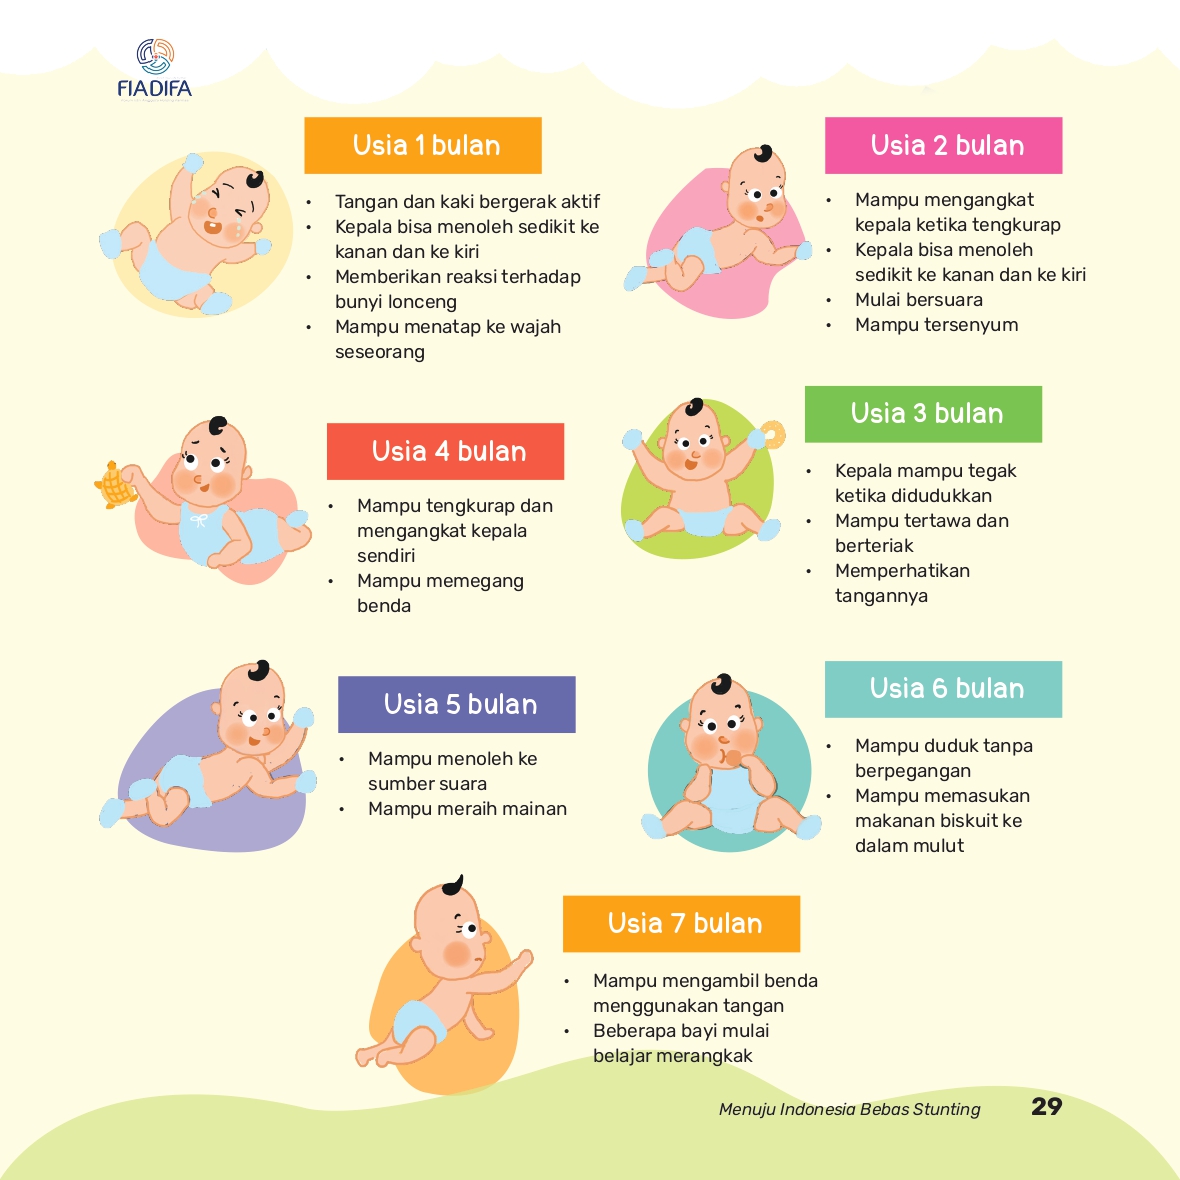 FIADIFA
Usia 1 bulan
• Tangan dan kaki bergerak aktif
• Kepala bisa menoleh sedikit ke
kanan dan ke kiri
• Memberikan reaksi terhadap
bunyi lonceng
• Mampu menatap ke wajah
seseorang
Usia 2 bulan
• Mampu mengangkat
kepala ketika tengkurap
• Kepala bisa menoleh
sedikit ke kanan dan ke kiri
• Mulai bersuara
• Mampu tersenyum
Usia 3 bulan
• Kepala mampu tegak
ketika didudukkan
• Mampu tertawa dan
berteriak
• Memperhatikan
tangannya
Usia 4 bulan
• Mampu tengkurap dan
mengangkat kepala
sendiri
• Mampu memegang
benda
Usia 5 bulan
• Mampu menoleh ke
sumber suara
• Mampu meraih mainan
Usia 6 bulan
• Mampu duduk tanpa
berpegangan
• Mampu memasukan
makanan biskuit ke
dalam mulut
Usia 7 bulan
• Mampu mengambil benda
menggunakan tangan
• Beberapa bayi mulai
belajar merangkak
Menuju Indonesia Bebas Stunting 29